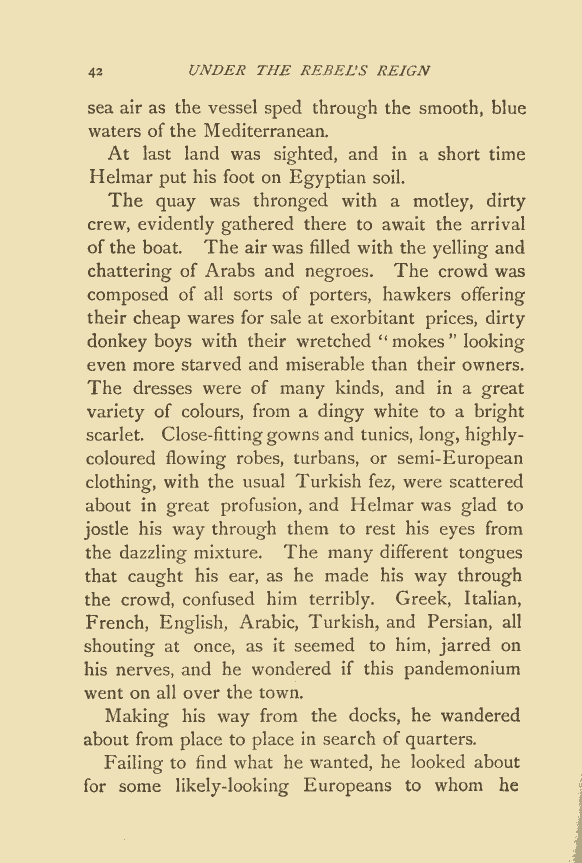 42 UNDER THE REBEL'S REIGN
sea air as the vessel sped through the smooth, blue
waters of the Mediterranean.
At last land was sighted, and in a short time
Helmar put his foot on Egyptian soil.
The quay was thronged with a motley, dirty
crew, evidently gathered there to await the arrival
of the boat. The air was filled with the yelling and
chattering of Arabs and negroes. The crowd was
composed of all sorts of porters, hawkers offering
their cheap wares for sale at exorbitant prices, dirty
donkey boys with their wretched "mokes" looking
even more starved and miserable than their owners.
The dresses were of many kinds, and in a great
variety of colours, from a dingy white to a bright
scarlet. Close-fitting gowns and tunics, long, highly-
coloured flowing robes, turbans, or semi-European
clothing, with the usual Turkish fez, were scattered
about in great profusion, and Helmar was glad to
jostle his way through them to rest his eyes from
the dazzling mixture. The many different tongues
that caught his ear, as he made his way through
the crowd, confused him terribly. Greek, Italian,
French, English, Arabic, Turkish, and Persian, all
shouting at once, as it seemed to him, jarred on
his nerves, and he wondered if this pandemonium
went on all over the town.
Making his way from the docks, he wandered
about from place to place in search of quarters.
Failing to find what he wanted, he looked about
for some likely-looking Europeans to whom he